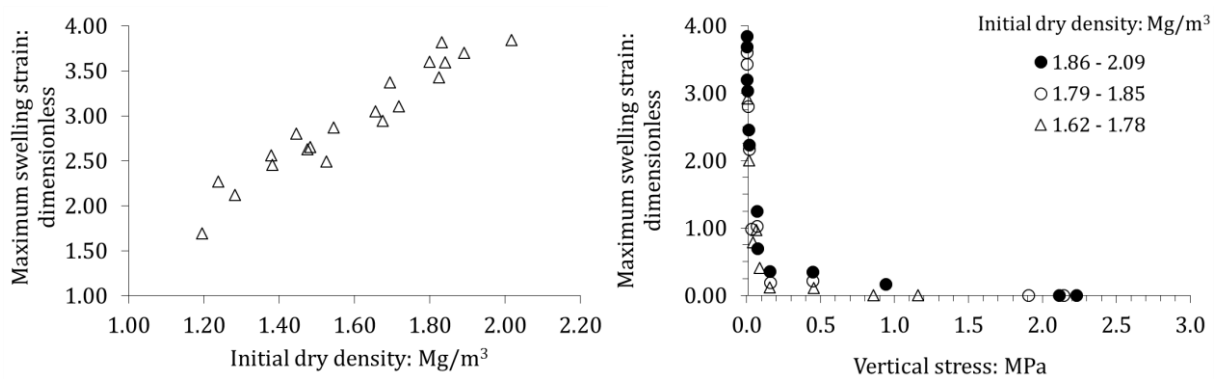 Maximum swelling strain:
dimensionless
4.00
3.50
3.00
2.50
2.00
1.50
1.00
1.00
1.20
1.40
1.60
1.80
2.00
2.20
Initial dry density: Mg/m³
Maximum swelling strain:
dimensionless
4.00
3.00
2.00
1.00
0.00
0.0
0.5
1.0
1.5
2.0
2.5
3.0
Vertical stress: MPa
Initial dry density: Mg/m³
1.86 - 2.09
1.79 - 1.85
1.62 - 1.78